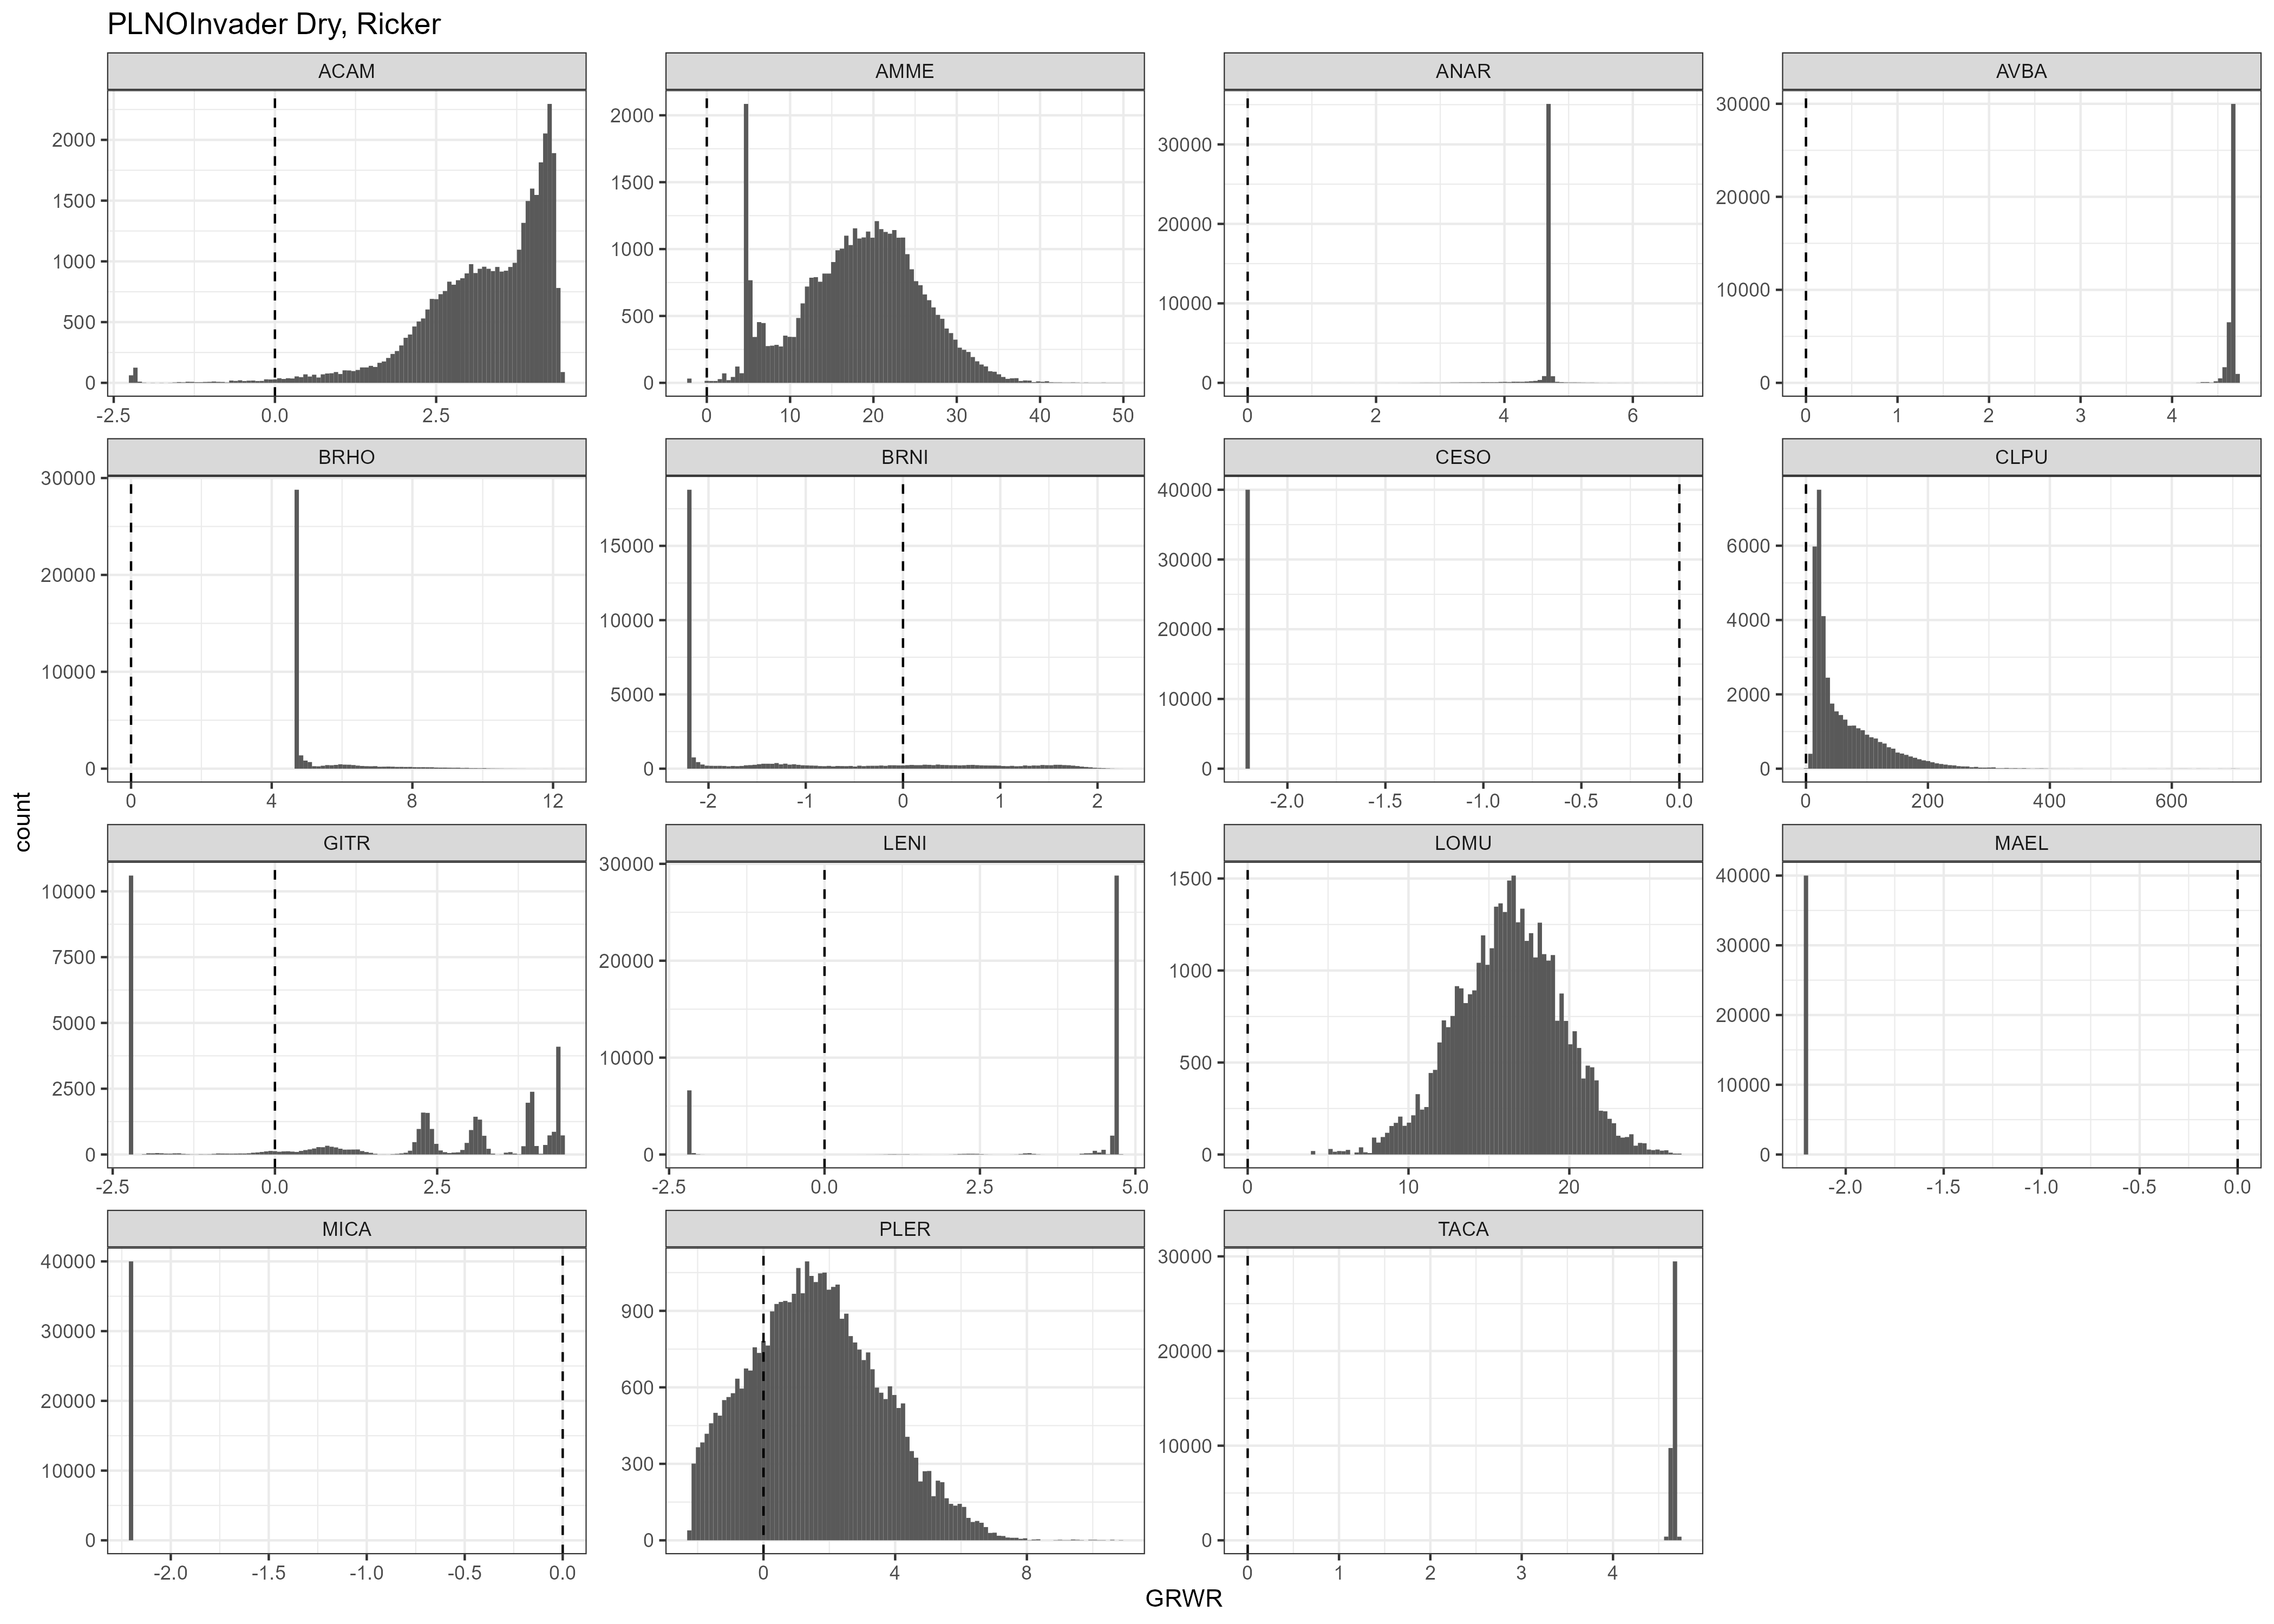 PLNOInvader Dry, Ricker
ACAM AMME ANAR AVBA
2000 1500 1000 500 0
-2.5 0.0 2.5
2000 1500 1000 500 0
0 10 20 30 40 50
30000 20000 10000 0
0 2 4 6
30000 20000 10000 0
0 1 2 3 4
BRHO BRNI CESO CLPU
30000 20000 10000 0
0 4 8 12
15000 10000 5000 0
-2 -1 0 1 2
40000 30000 20000 10000 0
-2.0 -1.5 -1.0 -0.5 0.0
6000 4000 2000 0
0 200 400 600
GITR LENI LOMU MAEL
10000 7500 5000 2500 0
-2.5 0.0 2.5
30000 20000 10000 0
-2.5 0.0 2.5 5.0
1500 1000 500 0
0 10 20
40000 30000 20000 10000 0
-2.0 -1.5 -1.0 -0.5 0.0
MICA PLER TACA
40000 30000 20000 10000 0
-2.0 -1.5 -1.0 -0.5 0.0
900 600 300 0
0 4 8
30000 20000 10000 0
0 1 2 3 4
count
GRWR